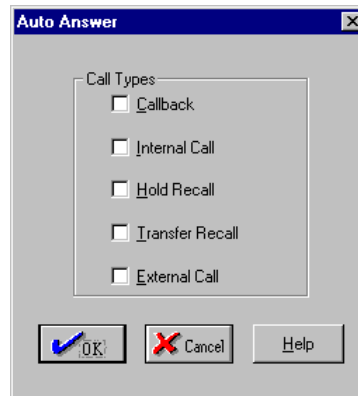 Auto Answer
Call Types
Callback
Internal Call
Hold Recall
Transfer Recall
External Call
OK Cancel Help